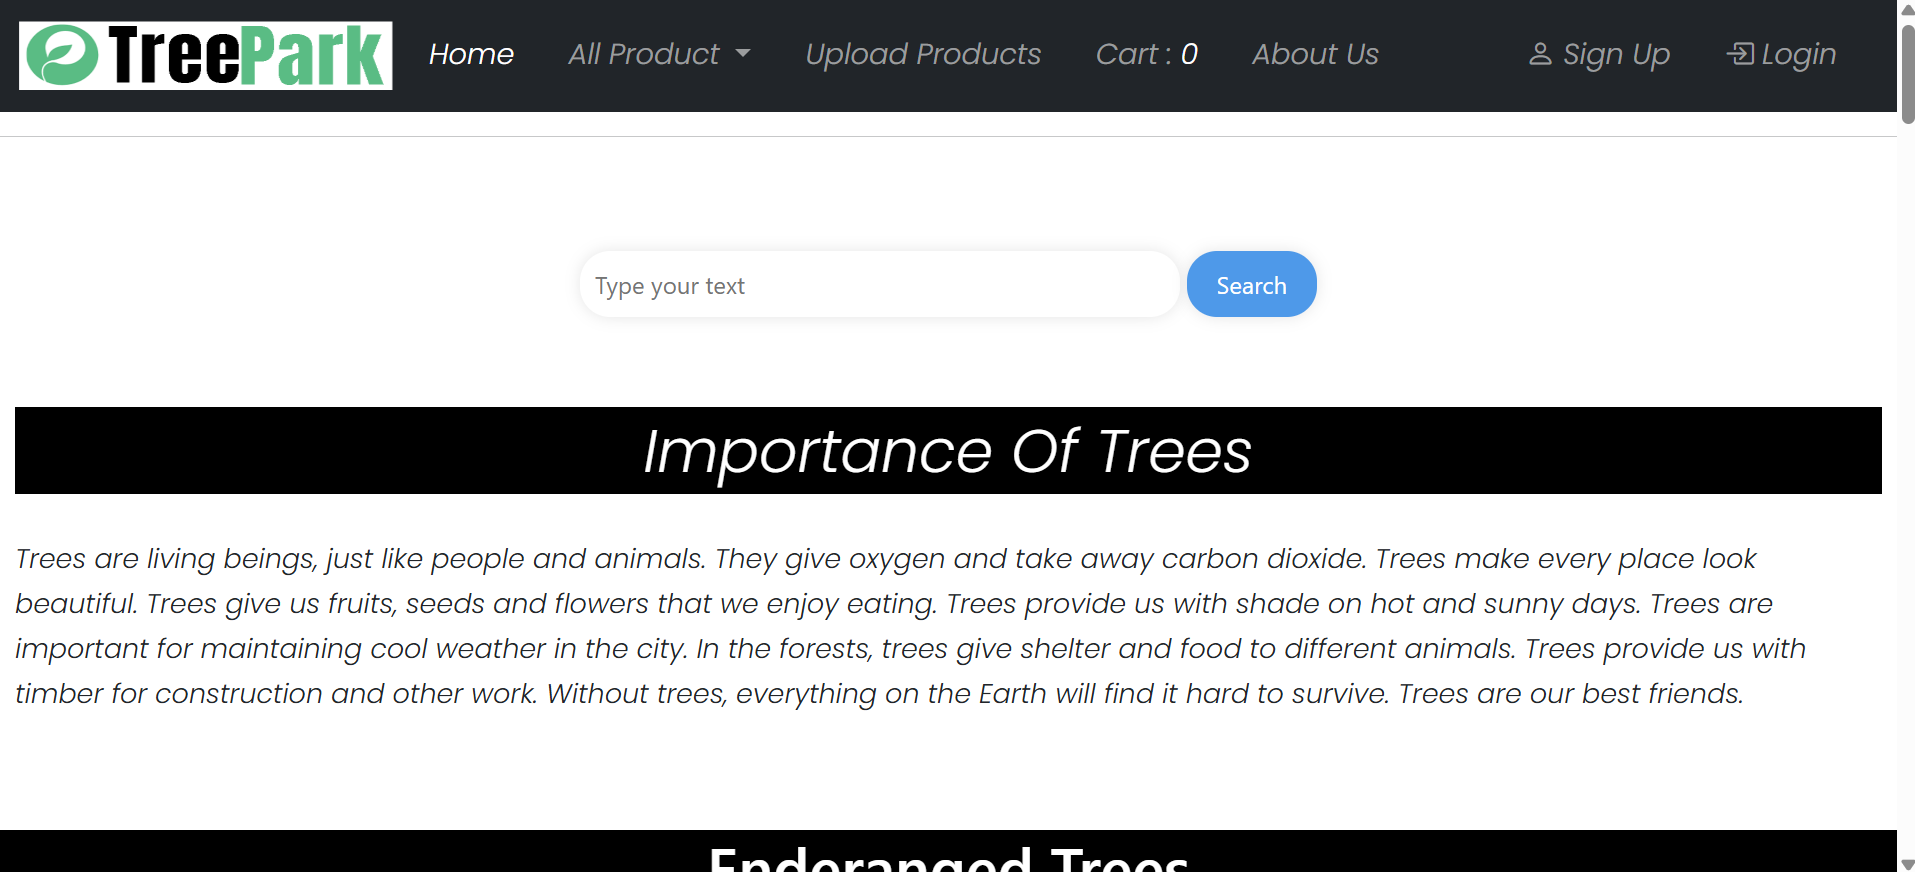 TreePark Home All Product Upload Products Cart : 0 About Us Sign Up Login
Type your text Search
Importance Of Trees
Trees are living beings, just like people and animals. They give oxygen and take away carbon dioxide. Trees make every place look
beautiful. Trees give us fruits, seeds and flowers that we enjoy eating. Trees provide us with shade on hot and sunny days. Trees are
important for maintaining cool weather in the city. In the forests, trees give shelter and food to different animals. Trees provide us with
timber for construction and other work. Without trees, everything on the Earth will find it hard to survive. Trees are our best friends.
Enderanged Trees